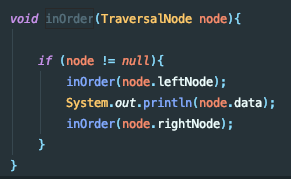 void inOrder(TraversalNode node){
if (node != null){
inOrder(node.leftNode);
System.out.println(node.data);
inOrder(node.rightNode);
}
}